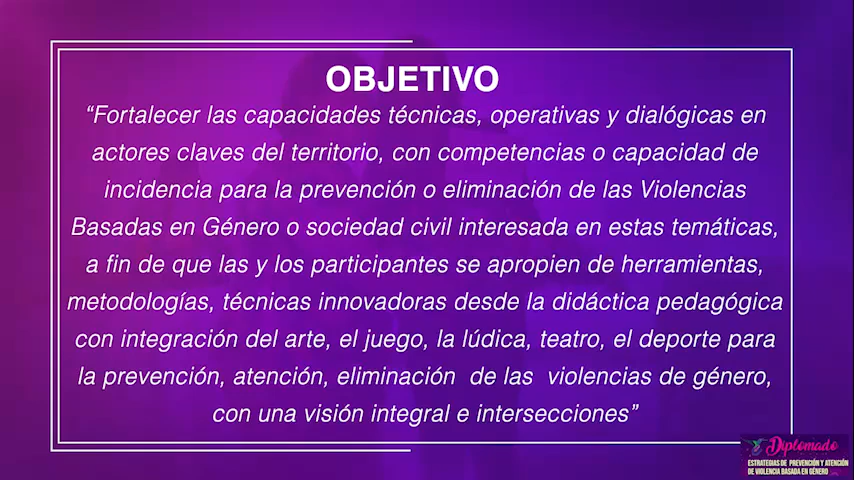 OBJETIVO
“Fortalecer las capacidades técnicas, operativas y dialógicas en
actores claves del territorio, con competencias o capacidad de
incidencia para la prevención o eliminación de las Violencias
Basadas en Género o sociedad civil interesada en estas temáticas,
a fin de que las y los participantes se apropien de herramientas,
metodologías, técnicas innovadoras desde la didáctica pedagógica
con integración del arte, el juego, la lúdica, teatro, el deporte para
la prevención, atención, eliminación  de las  violencias de género,
con una visión integral e intersecciones”
Diplomado
ESTRATEGIAS DE PREVENCIÓN Y ATENCIÓN
DE VIOLENCIA BASADA EN GÉNERO